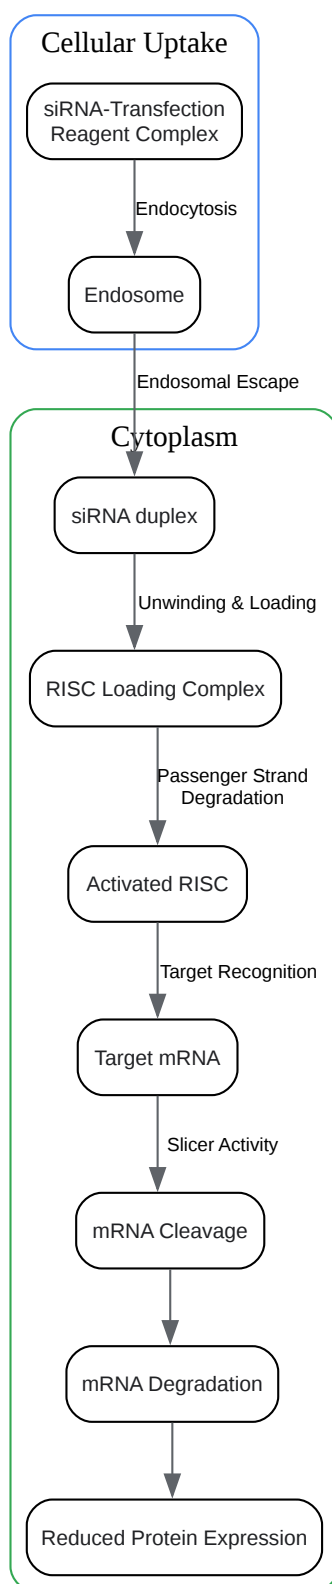 Cellular Uptake
siRNA-Transfection
Reagent Complex
Endocytosis
Endosome
Endosomal Escape
Cytoplasm
siRNA duplex
Unwinding & Loading
RISC Loading Complex
Passenger Strand
Degradation
Activated RISC
Target Recognition
Target mRNA
Slicer Activity
mRNA Cleavage
mRNA Degradation
Reduced Protein Expression